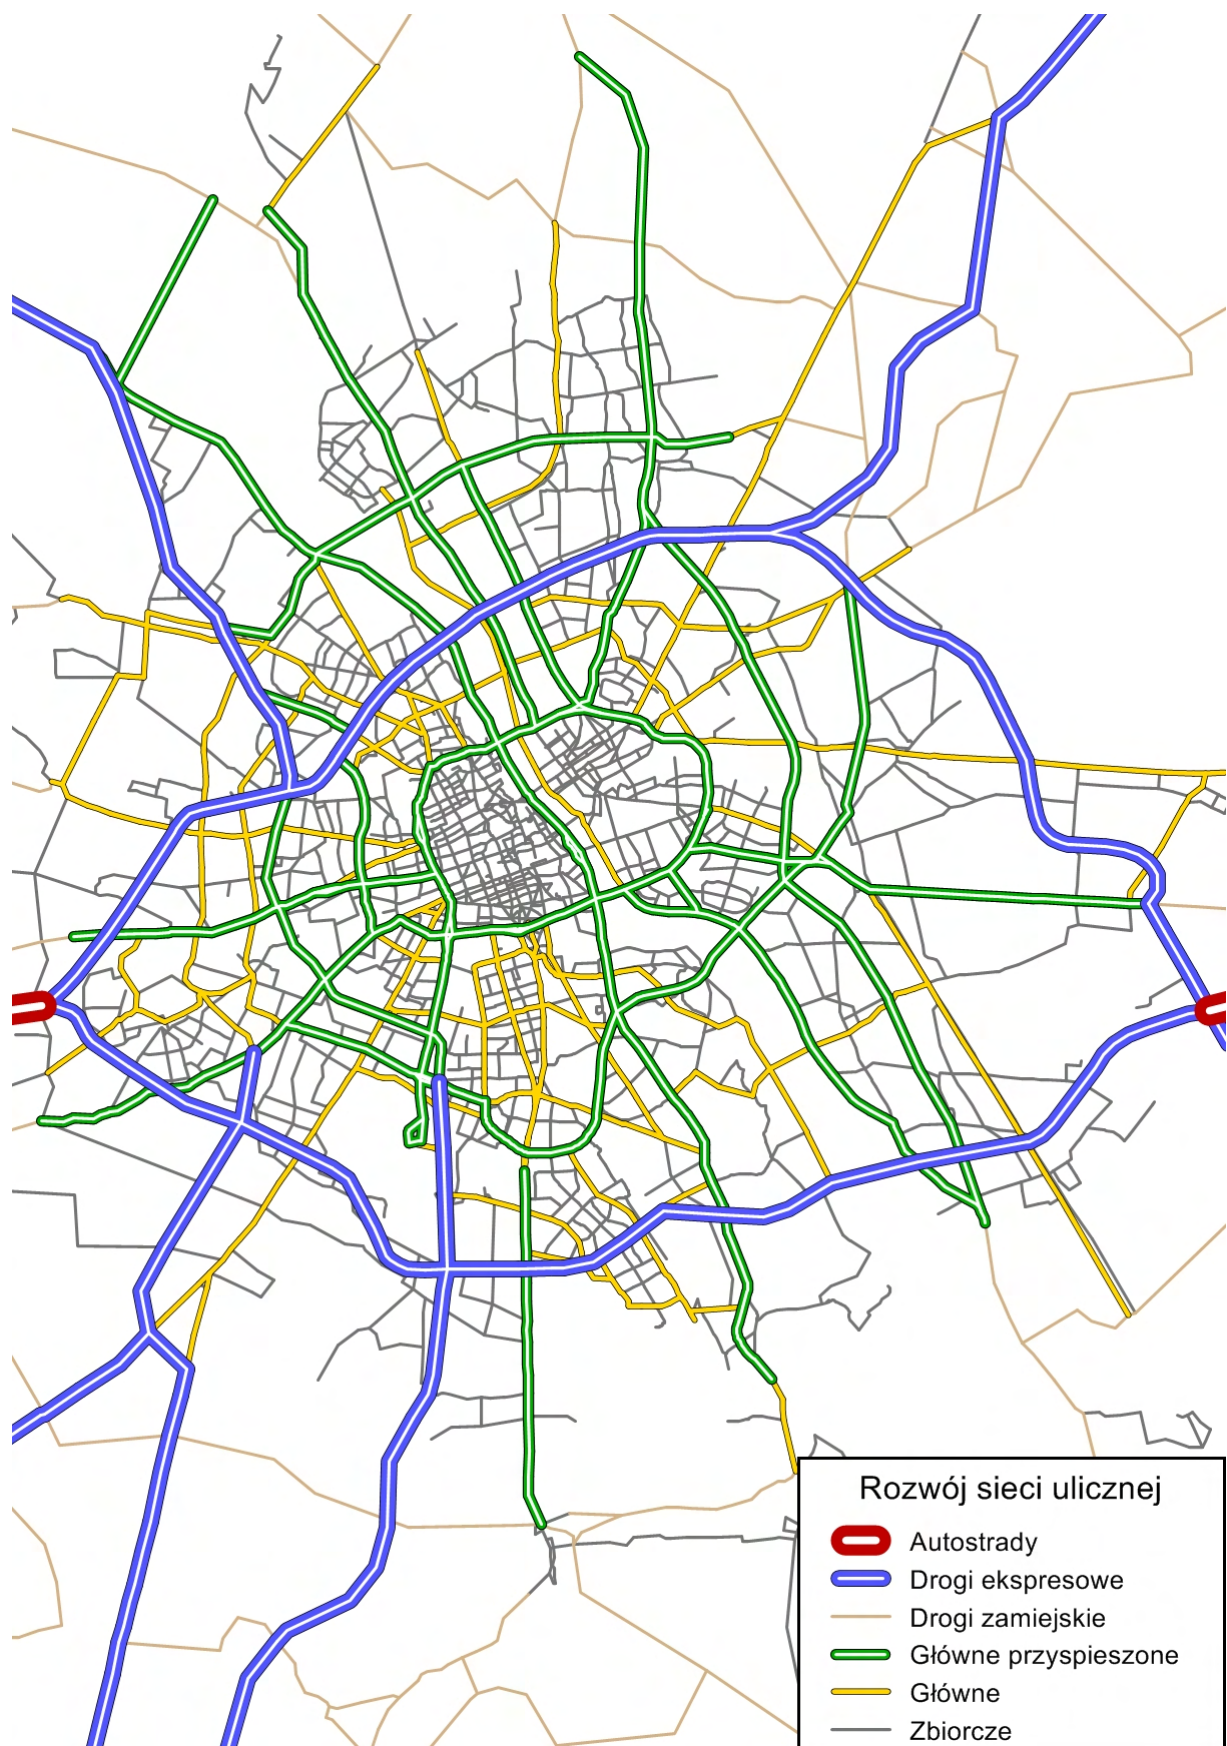 Rozwój sieci ulicznej
Autostrady
Drogi ekspresowe
Drogi zamiejskie
Główne przyspieszone
Główne
Zbiorcze